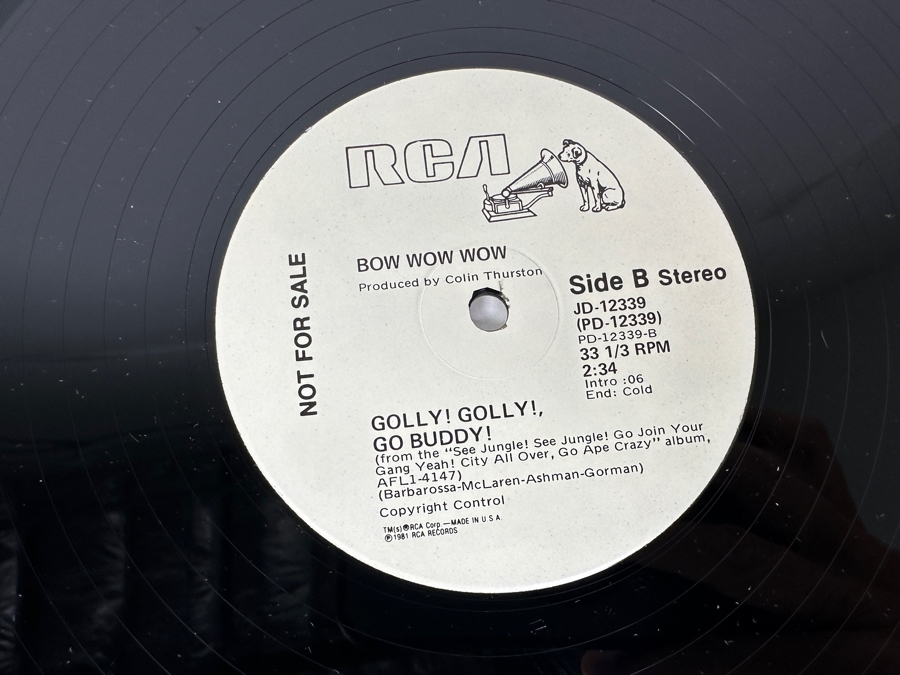 RCA
NOT FOR SALE
BOW WOW WOW
Produced by Colin Thurston
Side B Stereo
JD-12339
(PD-12339)
PD-12339-B
33 1/3 RPM
2:34
Intro :06
End: Cold
GOLLY! GOLLY!,
GO BUDDY!
(from the "See Jungle! See Jungle! Go Join Your
Gang Yeah! City All Over, Go Ape Crazy" album,
AFL1-4147)
(Barbarossa-McLaren-Ashman-Gorman)
Copyright Control
TM(s)®RCA Corp.—MADE IN U.S.A.
℗1981 RCA RECORDS